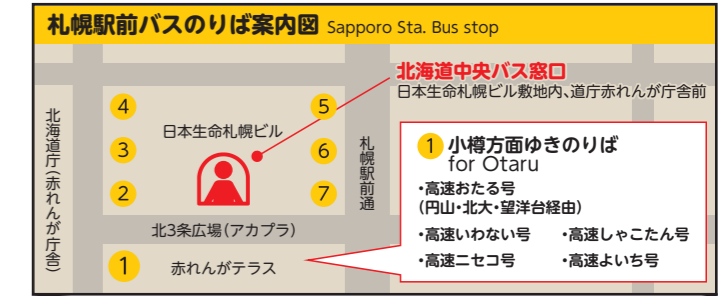 札幌駅前バスのりば案内図 Sapporo Sta. Bus stop
北海道中央バス窓口
日本生命札幌ビル敷地内、道庁赤れんが庁舎前
北海道庁(赤れんが庁舎)
4
3
2
日本生命札幌ビル
5
6
7
札幌駅前通
北3条広場(アカプラ)
1
赤れんがテラス
1 小樽方面ゆきのりば
for Otaru
・高速おたる号
(円山・北大・望洋台経由)
・高速いわない号 ・高速しゃこたん号
・高速ニセコ号 ・高速よいち号